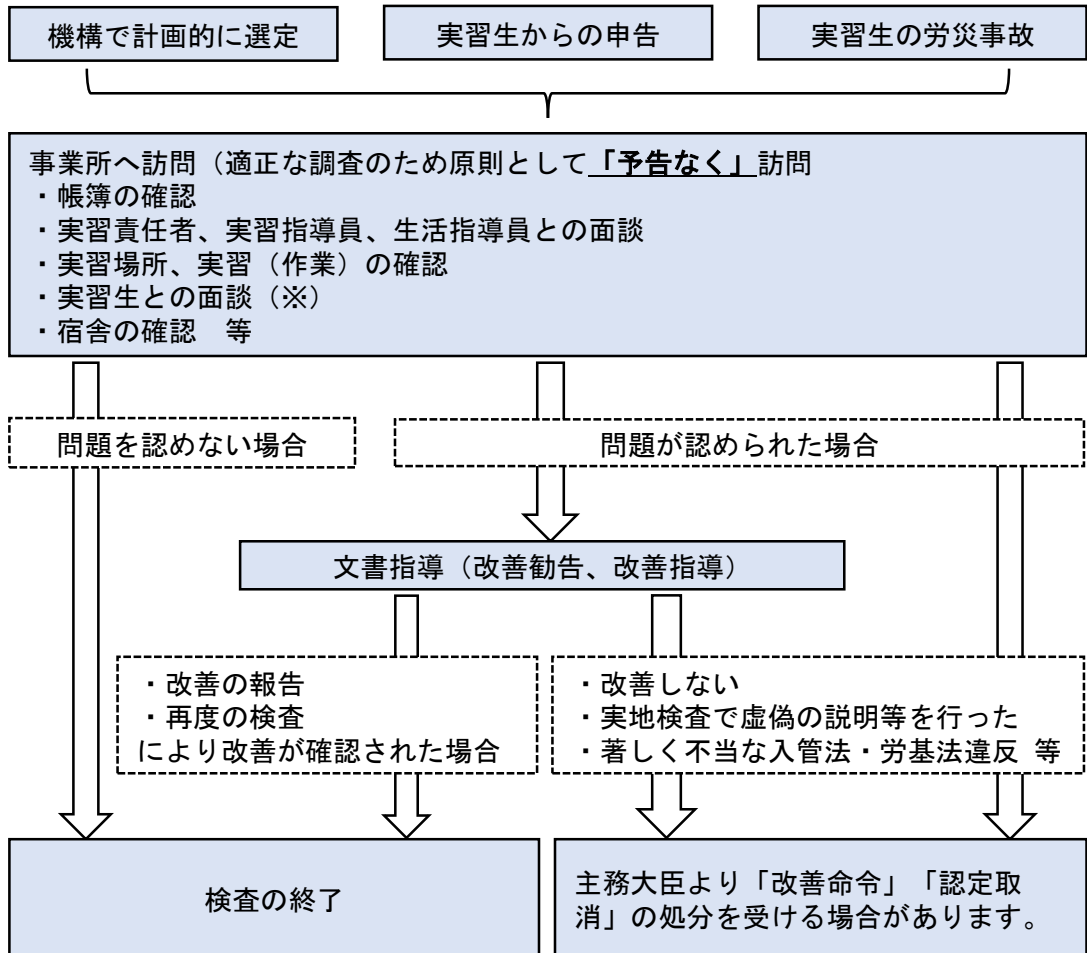 機構で計画的に選定
実習生からの申告
実習生の労災事故
事業所へ訪問（適正な調査のため原則として「予告なく」訪問
・帳簿の確認
・実習責任者、実習指導員、生活指導員との面談
・実習場所、実習（作業）の確認
・実習生との面談（※）
・宿舎の確認　等
問題を認めない場合
問題が認められた場合
文書指導（改善勧告、改善指導）
・改善の報告
・再度の検査
により改善が確認された場合
・改善しない
・実地検査で虚偽の説明等を行った
・著しく不当な入管法・労基法違反 等
検査の終了
主務大臣より「改善命令」「認定取
消」の処分を受ける場合があります。